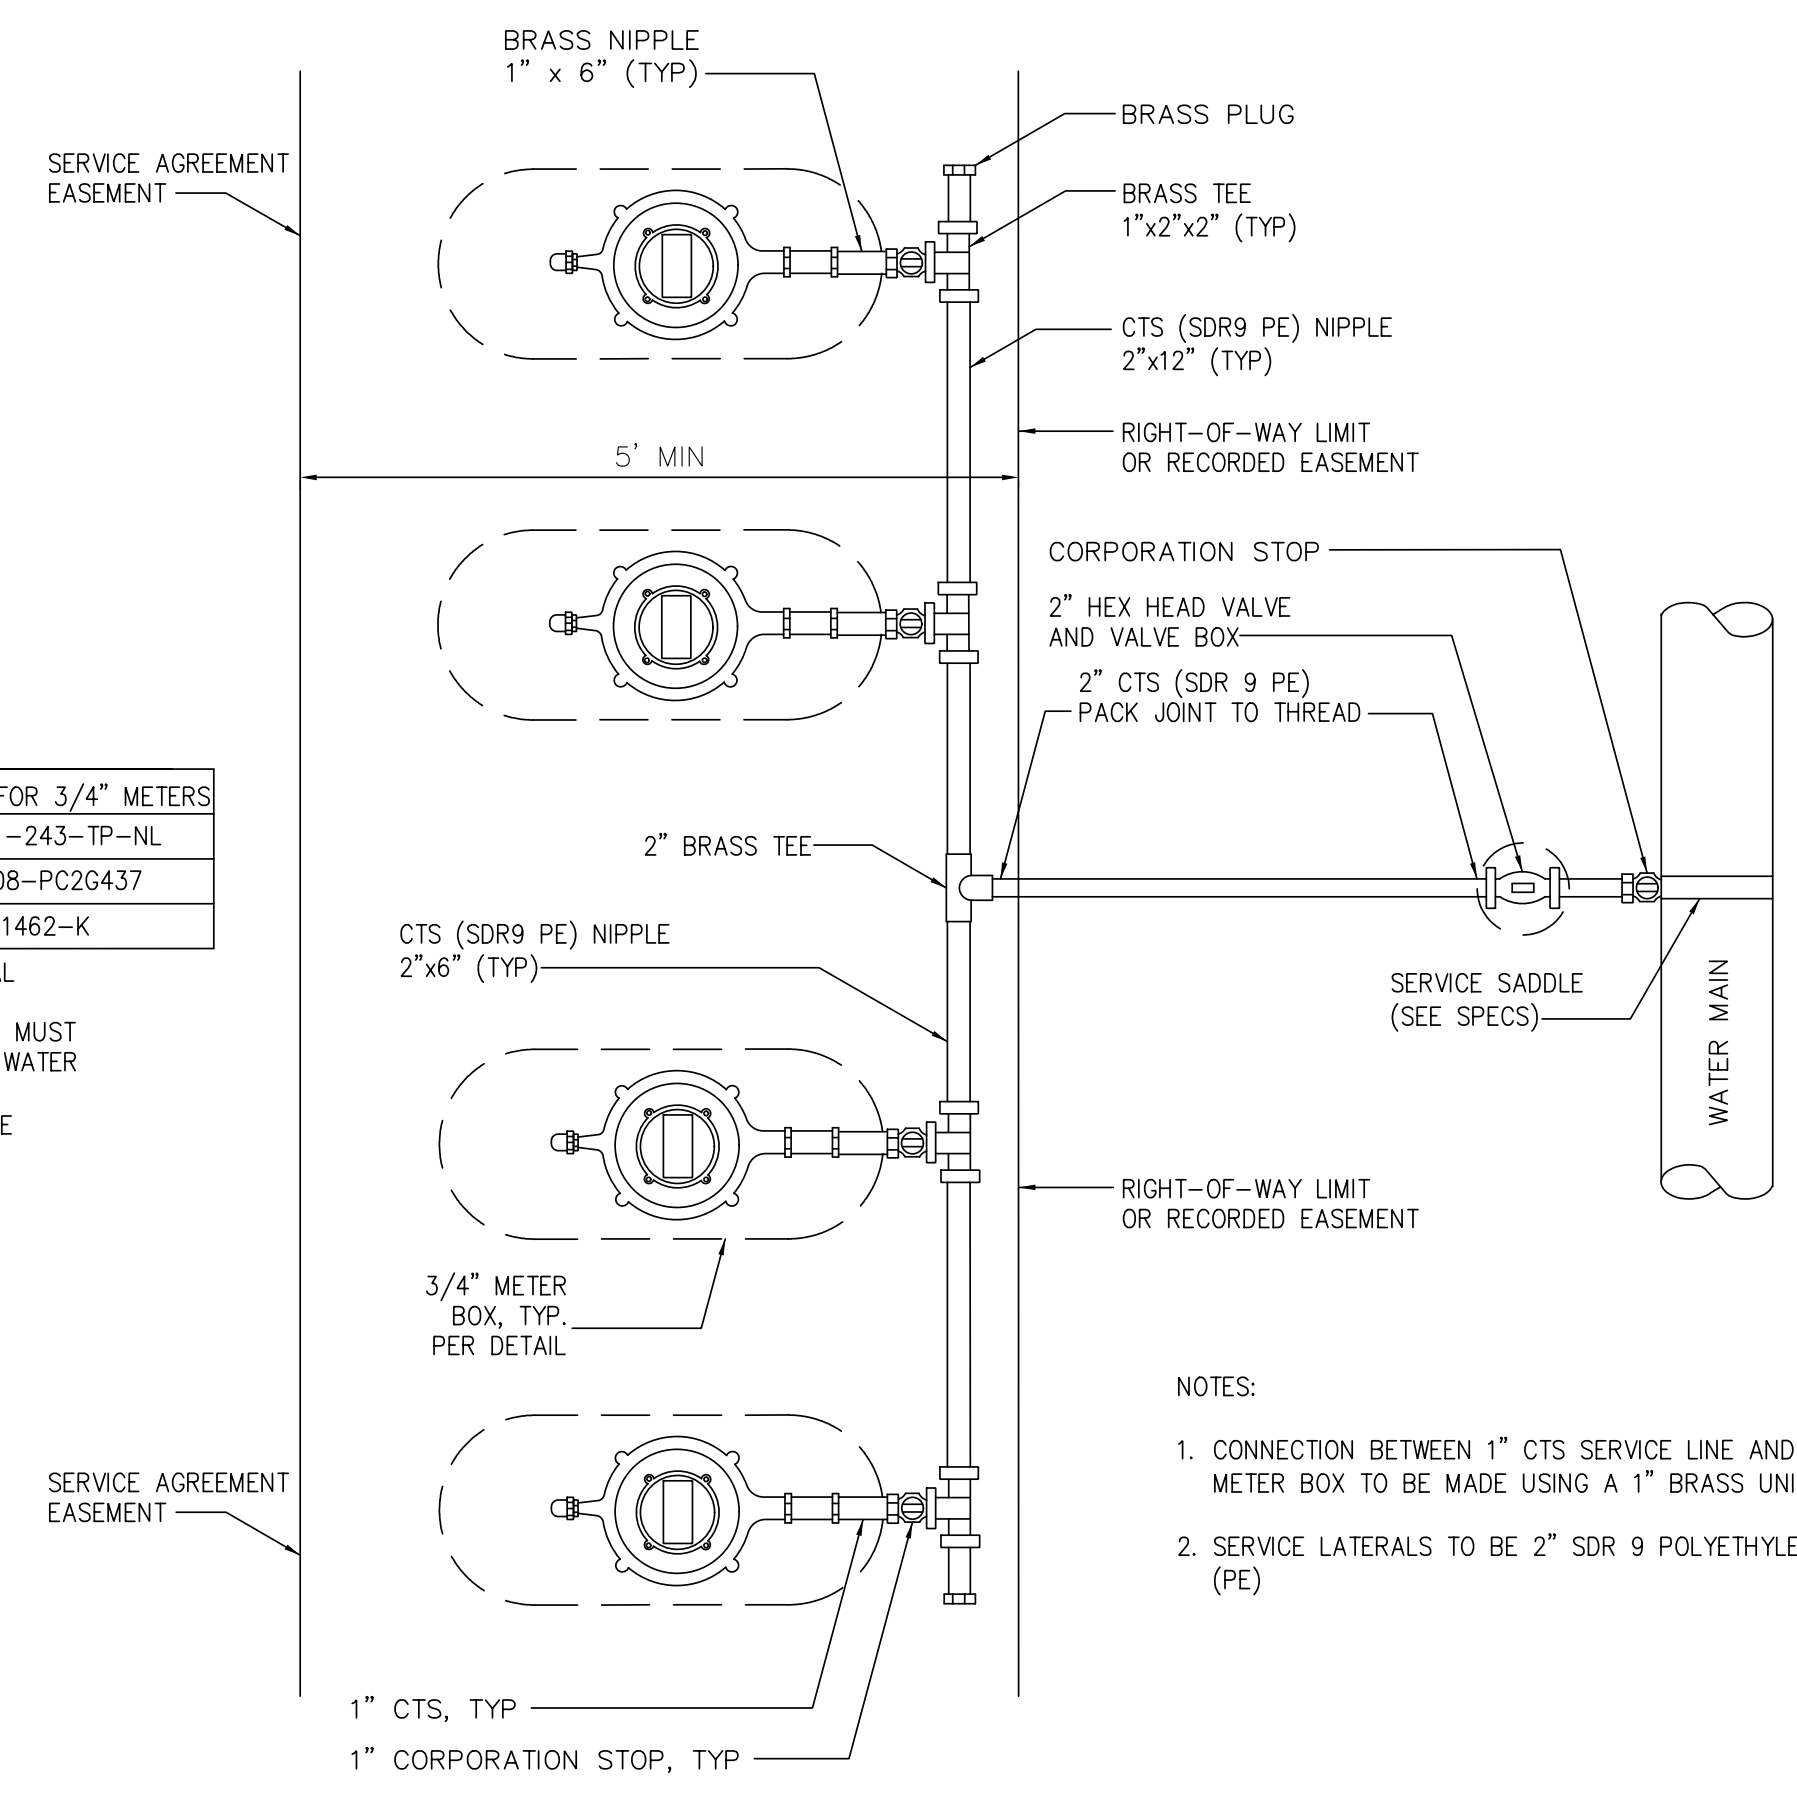 BRASS NIPPLE
1" x 6" (TYP)
BRASS PLUG
SERVICE AGREEMENT
EASEMENT
BRASS TEE
1"x2"x2" (TYP)
CTS (SDR9 PE) NIPPLE
2"x12" (TYP)
RIGHT-OF-WAY LIMIT
OR RECORDED EASEMENT
5' MIN
CORPORATION STOP
2" HEX HEAD VALVE
AND VALVE BOX
2" CTS (SDR 9 PE)
PACK JOINT TO THREAD
FOR 3/4" METERS
-243-TP-NL
08-PC2G437
1462-K
AL
MUST
WATER
E
2" BRASS TEE
CTS (SDR9 PE) NIPPLE
2"x6" (TYP)
SERVICE SADDLE
(SEE SPECS)
WATER MAIN
RIGHT-OF-WAY LIMIT
OR RECORDED EASEMENT
3/4" METER
BOX, TYP.
PER DETAIL
NOTES:
1. CONNECTION BETWEEN 1" CTS SERVICE LINE AND
METER BOX TO BE MADE USING A 1" BRASS UNI
2. SERVICE LATERALS TO BE 2" SDR 9 POLYETHYLE
(PE)
SERVICE AGREEMENT
EASEMENT
1" CTS, TYP
1" CORPORATION STOP, TYP